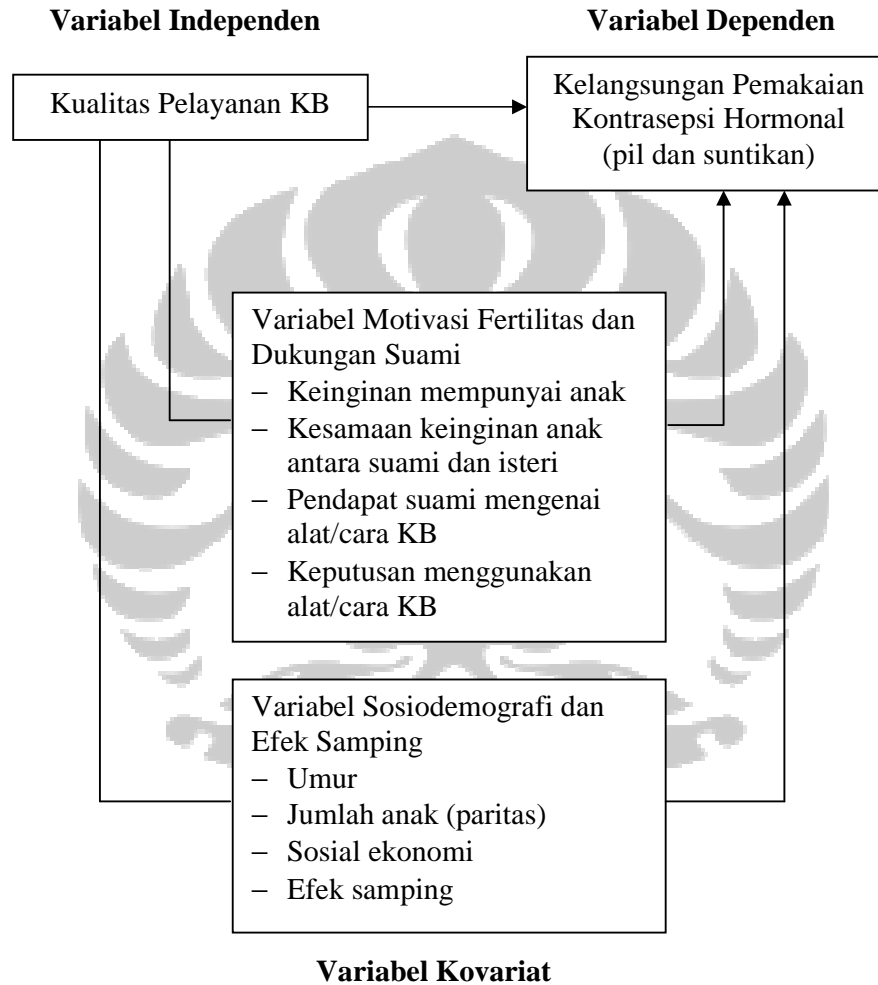 Variabel Independen
Variabel Dependen
Kualitas Pelayanan KB
Kelangsungan Pemakaian
Kontrasepsi Hormonal
(pil dan suntikan)
Variabel Motivasi Fertilitas dan
Dukungan Suami
– Keinginan mempunyai anak
– Kesamaan keinginan anak
antara suami dan isteri
– Pendapat suami mengenai
alat/cara KB
– Keputusan menggunakan
alat/cara KB
Variabel Sosiodemografi dan
Efek Samping
– Umur
– Jumlah anak (paritas)
– Sosial ekonomi
– Efek samping
Variabel Kovariat